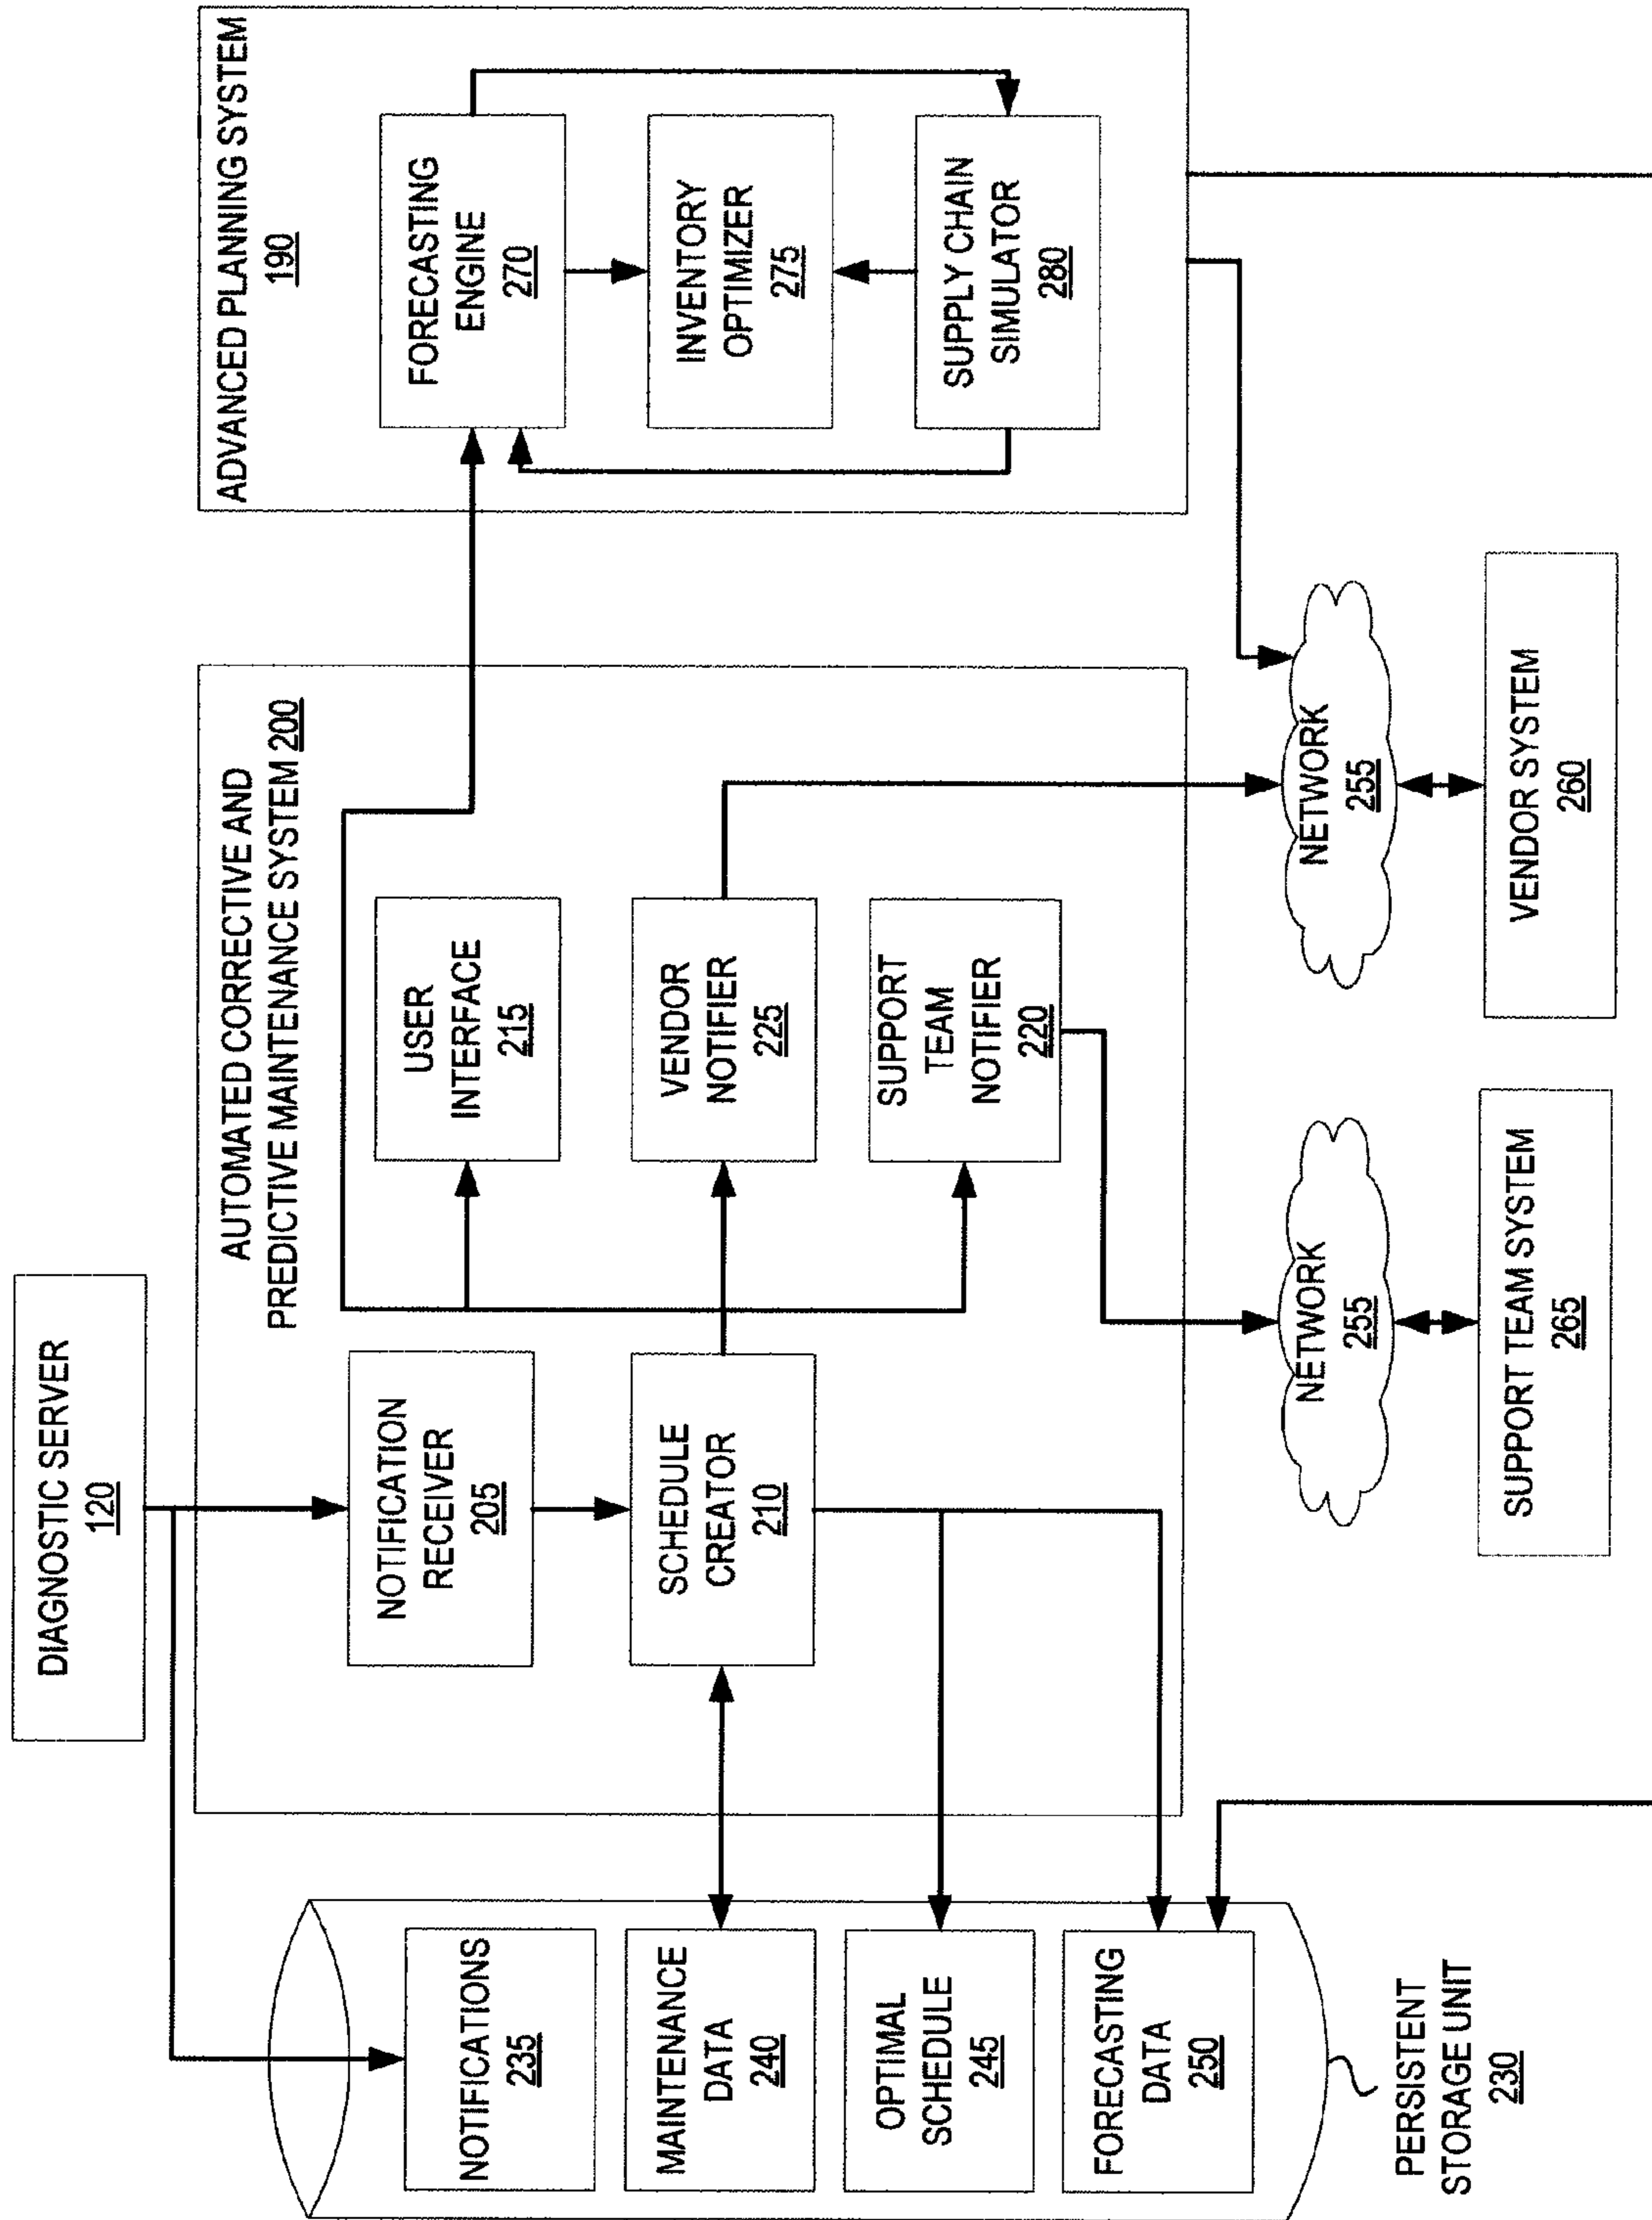 DIAGNOSTIC SERVER
120
AUTOMATED CORRECTIVE AND
PREDICTIVE MAINTENANCE SYSTEM 200
ADVANCED PLANNING SYSTEM
190
NOTIFICATIONS
235
MAINTENANCE
DATA
240
OPTIMAL
SCHEDULE
245
FORECASTING
DATA
250
PERSISTENT
STORAGE UNIT
230
NOTIFICATION
RECEIVER
205
SCHEDULE
CREATOR
210
USER
INTERFACE
215
VENDOR
NOTIFIER
225
SUPPORT
TEAM
NOTIFIER
220
FORECASTING
ENGINE
270
INVENTORY
OPTIMIZER
275
SUPPLY CHAIN
SIMULATOR
280
NETWORK
255
SUPPORT TEAM SYSTEM
265
NETWORK
255
VENDOR SYSTEM
260